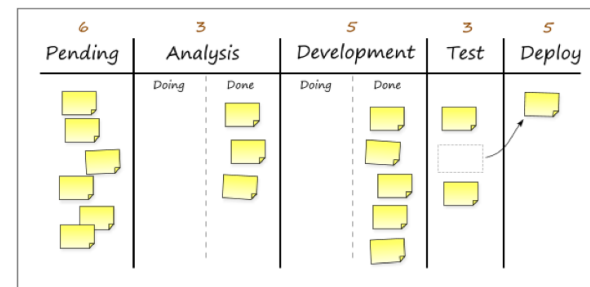 6 3 5 3 5
Pending Analysis Development Test Deploy
Doing Done Doing Done